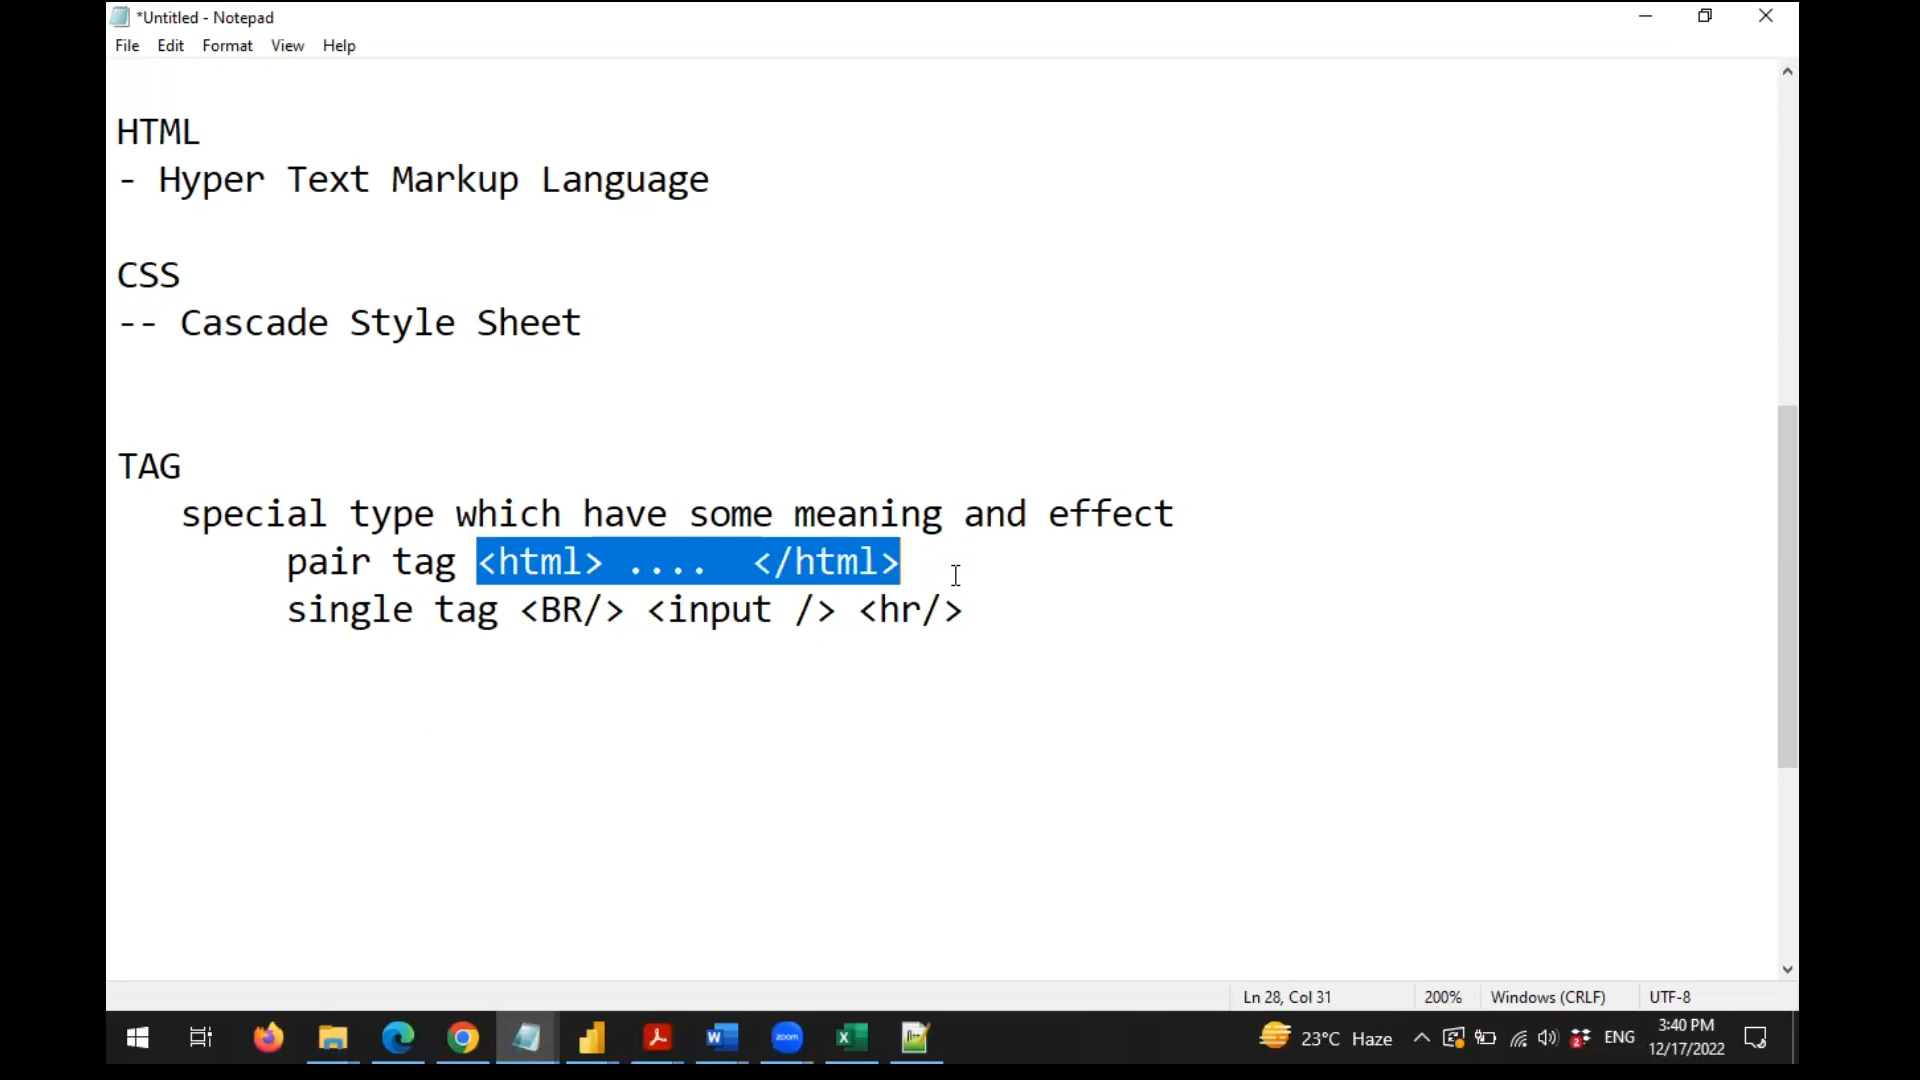 *Untitled - Notepad
File Edit Format View Help
HTML
- Hyper Text Markup Language
CSS
-- Cascade Style Sheet
TAG
special type which have some meaning and effect
pair tag <html> ....  </html>
single tag <BR/> <input /> <hr/>
Ln 28, Col 31 200% Windows (CRLF) UTF-8
zoom 23°C Haze 2 ENG 3:40 PM
12/17/2022